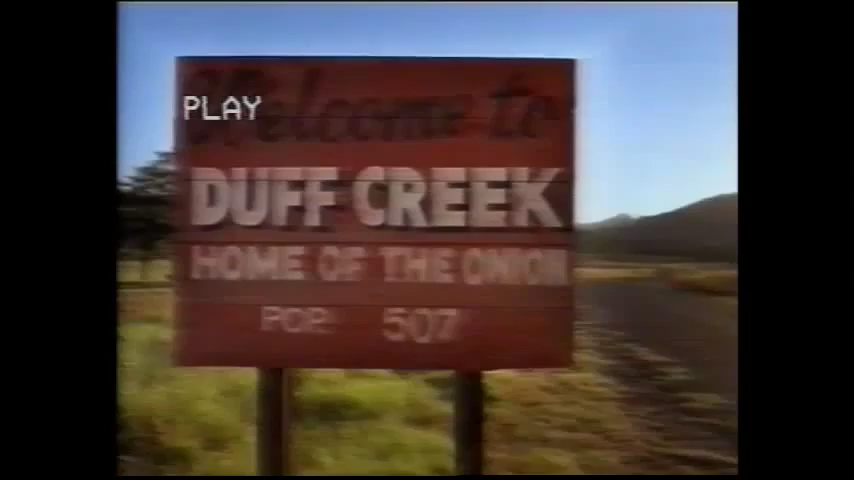 Welcome to
PLAY
DUFF CREEK
HOME OF THE ONION
POP. 507